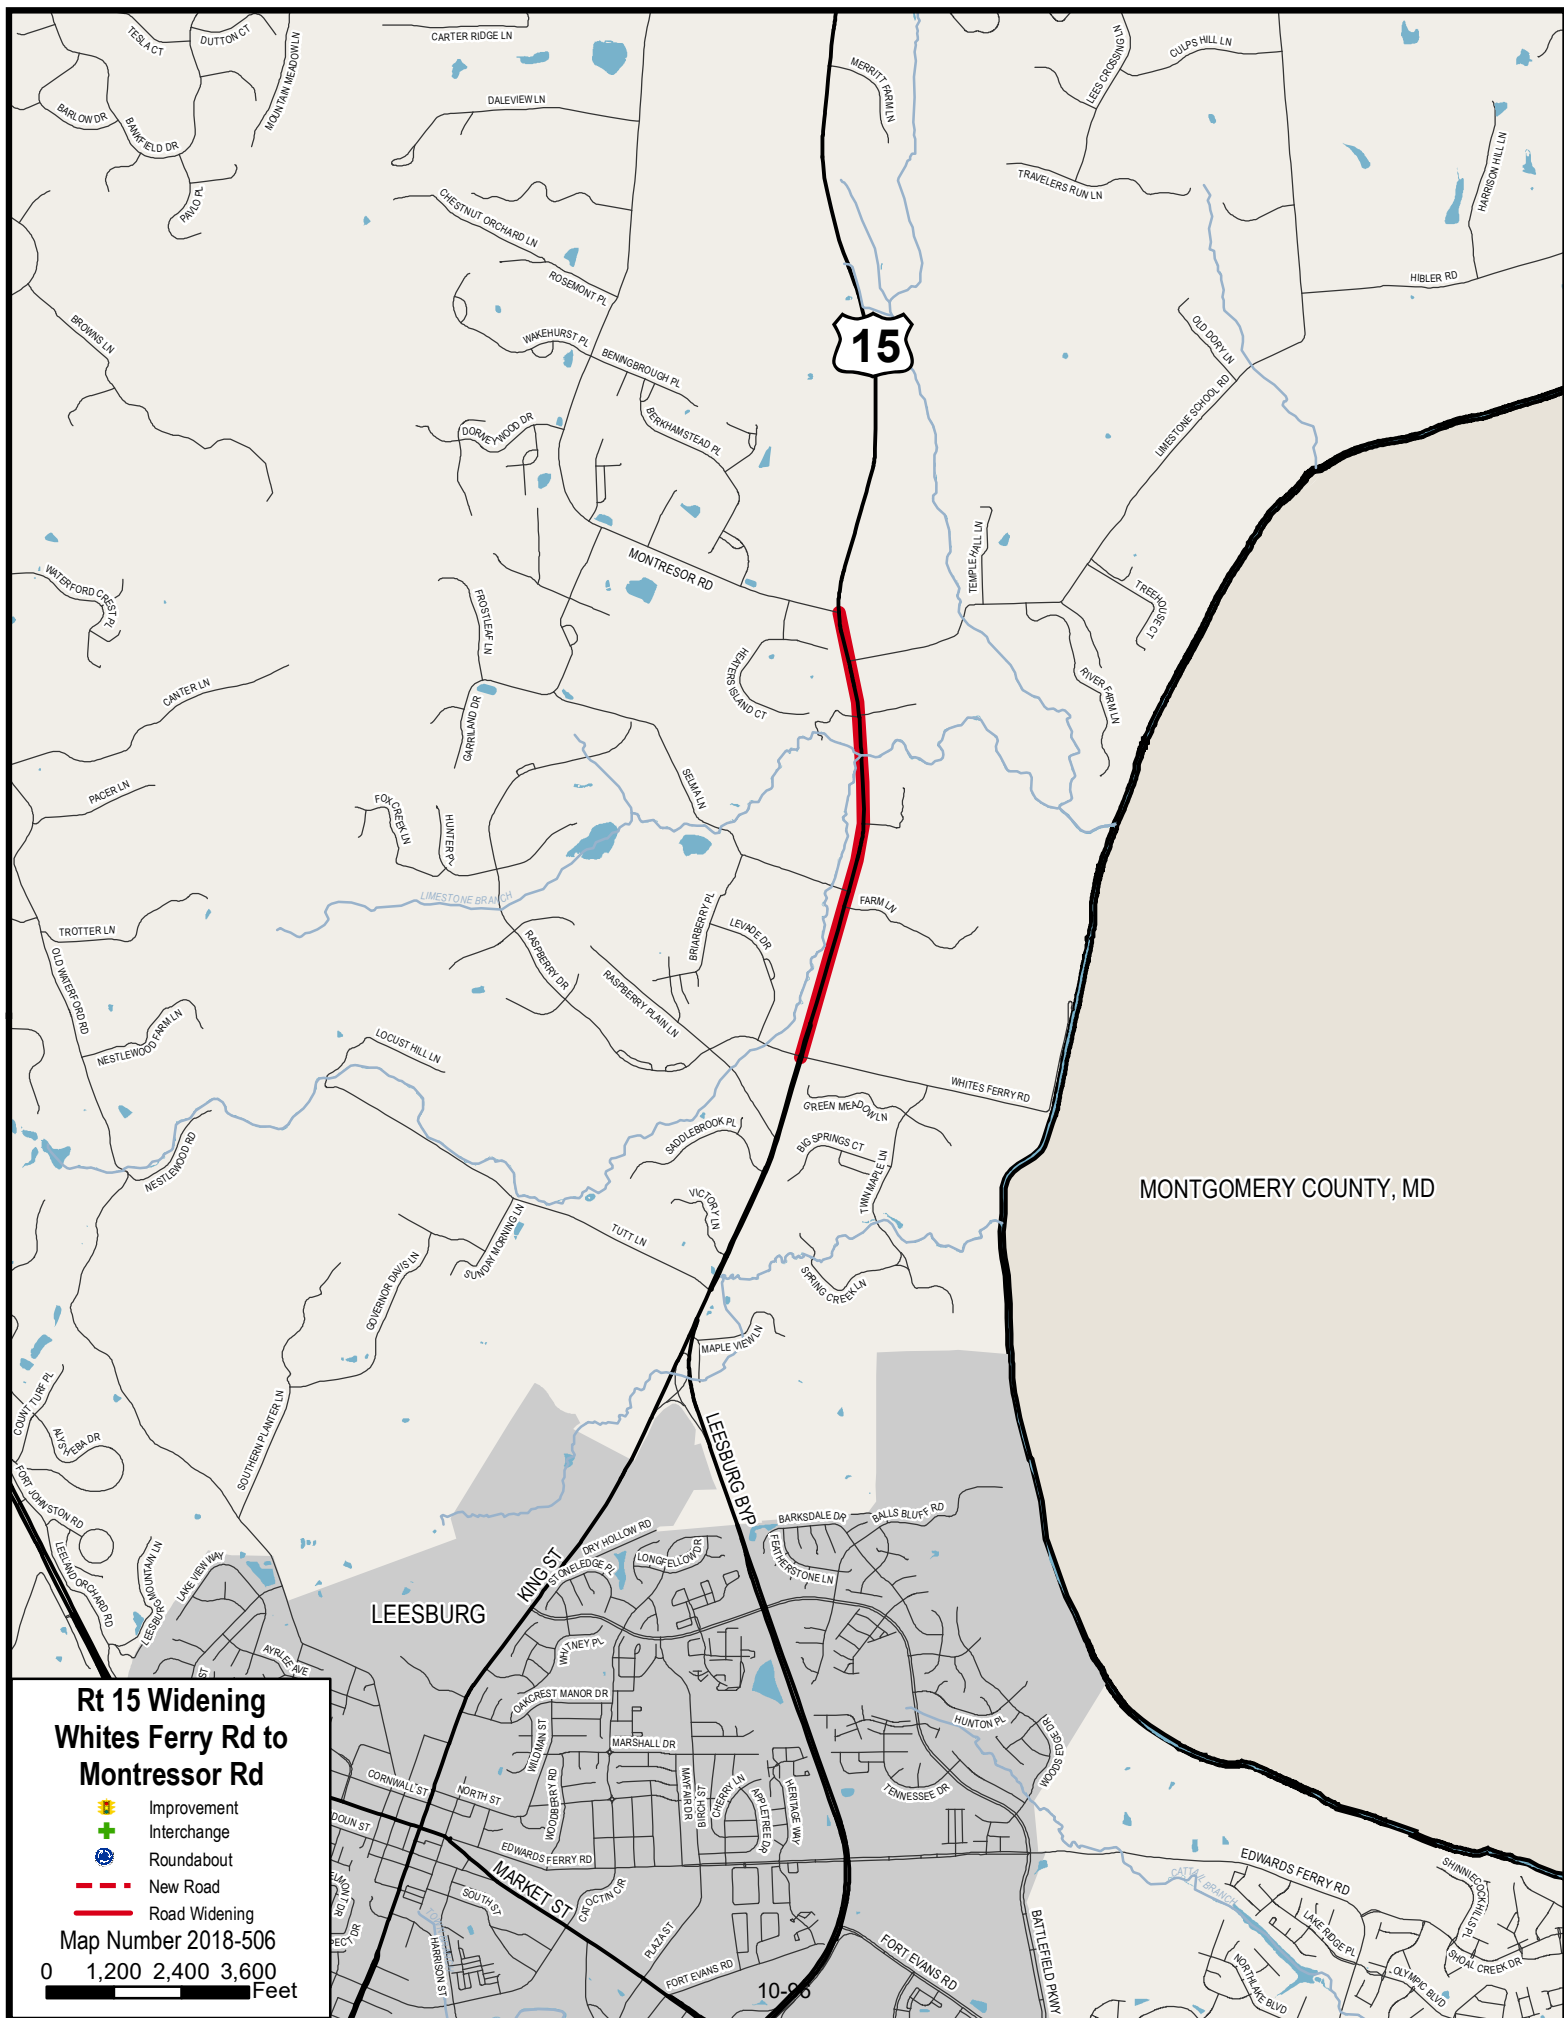 TESLA CT
DUTTON CT
MOUNTAIN MEADOW LN
CARTER RIDGE LN
MERRITT FARM LN
LEES CROSSING LN
CULPS HILL LN
BARLOW DR
BANKFIELD DR
DALEVIEW LN
HARRISON HILL LN
PAVLO PL
CHESTNUT ORCHARD LN
TRAVELERS RUN LN
ROSEMONT PL
HIBLER RD
BROWNS LN
WAKEHURST PL
BENINGBROUGH PL
15
OLD DORY LN
LIMESTONE SCHOOL RD
DORNEYWOOD DR
BERKHAMSTEAD PL
MONTRESOR RD
TEMPLE HALL LN
TREEHOUSE CT
WATERFORD CREST PL
FROSTLEAF LN
HEATERS ISLAND CT
RIVER FARM LN
CANTER LN
GARRILAND DR
SELMA LN
PACER LN
FOX CREEK LN
HUNTER PL
LIMESTONE BRANCH
BRIARBERRY PL
FARM LN
LEVADE DR
TROTTER LN
OLD WATERFORD RD
RASPBERRY DR
RASPBERRY PLAIN LN
NESTLEWOOD FARM LN
LOCUST HILL LN
WHITES FERRY RD
GREEN MEADOW LN
SADDLEBROOK PL
BIG SPRINGS CT
NESTLEWOOD RD
TWIN MAPLE LN
MONTGOMERY COUNTY, MD
VICTORY LN
TUTT LN
SUNDAY MORNING LN
GOVERNOR DAVIS LN
SPRING CREEK LN
MAPLE VIEW LN
COUNT TURF PL
ALYSHEBA DR
SOUTHERN PLANTER LN
LEESBURG BYP
FORT JOHNSTON RD
LEELAND ORCHARD RD
LEESBURG MOUNTAIN LN
LAKE VIEW WAY
KING ST
DRY HOLLOW RD
STONELEDGE PL
LONGFELLOW DR
BARKSDALE DR
BALLS BLUFF RD
FEATHERSTONE LN
LEESBURG
AYRLEE AVE
ST
WHITNEY PL
OAKCREST MANOR DR
WILDMAN ST
MARSHALL DR
HUNTON PL
WOODS EDGE DR
Rt 15 Widening
Whites Ferry Rd to
Montressor Rd
Improvement
Interchange
Roundabout
New Road
Road Widening
Map Number 2018-506
0 1,200 2,400 3,600
Feet
CORNWALL ST
NORTH ST
WOODBERRY RD
MAYFAIR DR
BIRCH ST
CHERRY LN
APPLETREE DR
HERITAGE WAY
TENNESSEE DR
DOUN ST
EDWARDS FERRY RD
MARKET ST
SOUTH ST
CATOCTIN CIR
ELMONT DR
PECT DR
HARRISON ST
PLAZA ST
FORT EVANS RD
10-96
FORT EVANS RD
BATTLEFIELD PKWY
EDWARDS FERRY RD
CATTAIL BRANCH
SHINNECOCK HILLS PL
LAKE RIDGE PL
SHOAL CREEK DR
NORTHLAKE BLVD
OLYMPIC BLVD